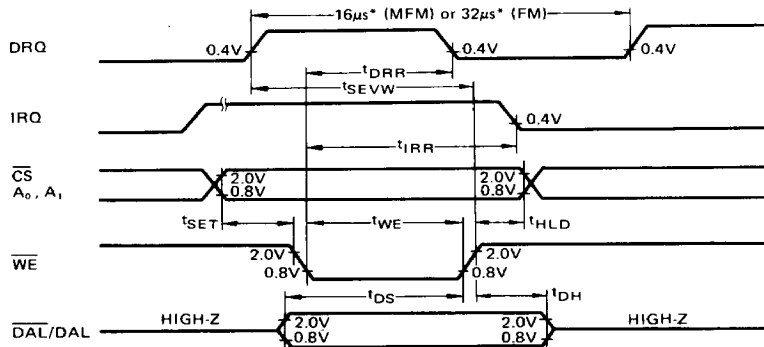 16μs* (MFM) or 32μs* (FM)
DRQ
0.4V
0.4V
0.4V
tDRR
tSEVW
IRQ
0.4V
tIRR
CS
A0, A1
2.0V
0.8V
2.0V
0.8V
tSET
tWE
tHLD
WE
2.0V
0.8V
2.0V
0.8V
tDS
tDH
DAL/DAL
HIGH-Z
2.0V
0.8V
2.0V
0.8V
HIGH-Z